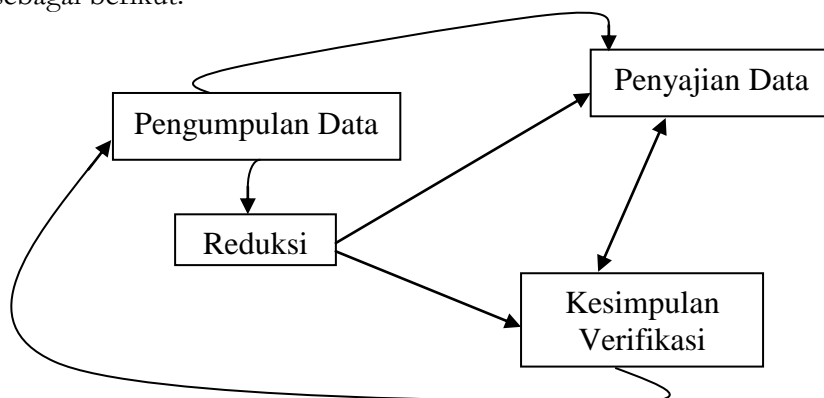 sebagai berikut:
Penyajian Data
Pengumpulan Data
Reduksi
Kesimpulan
Verifikasi